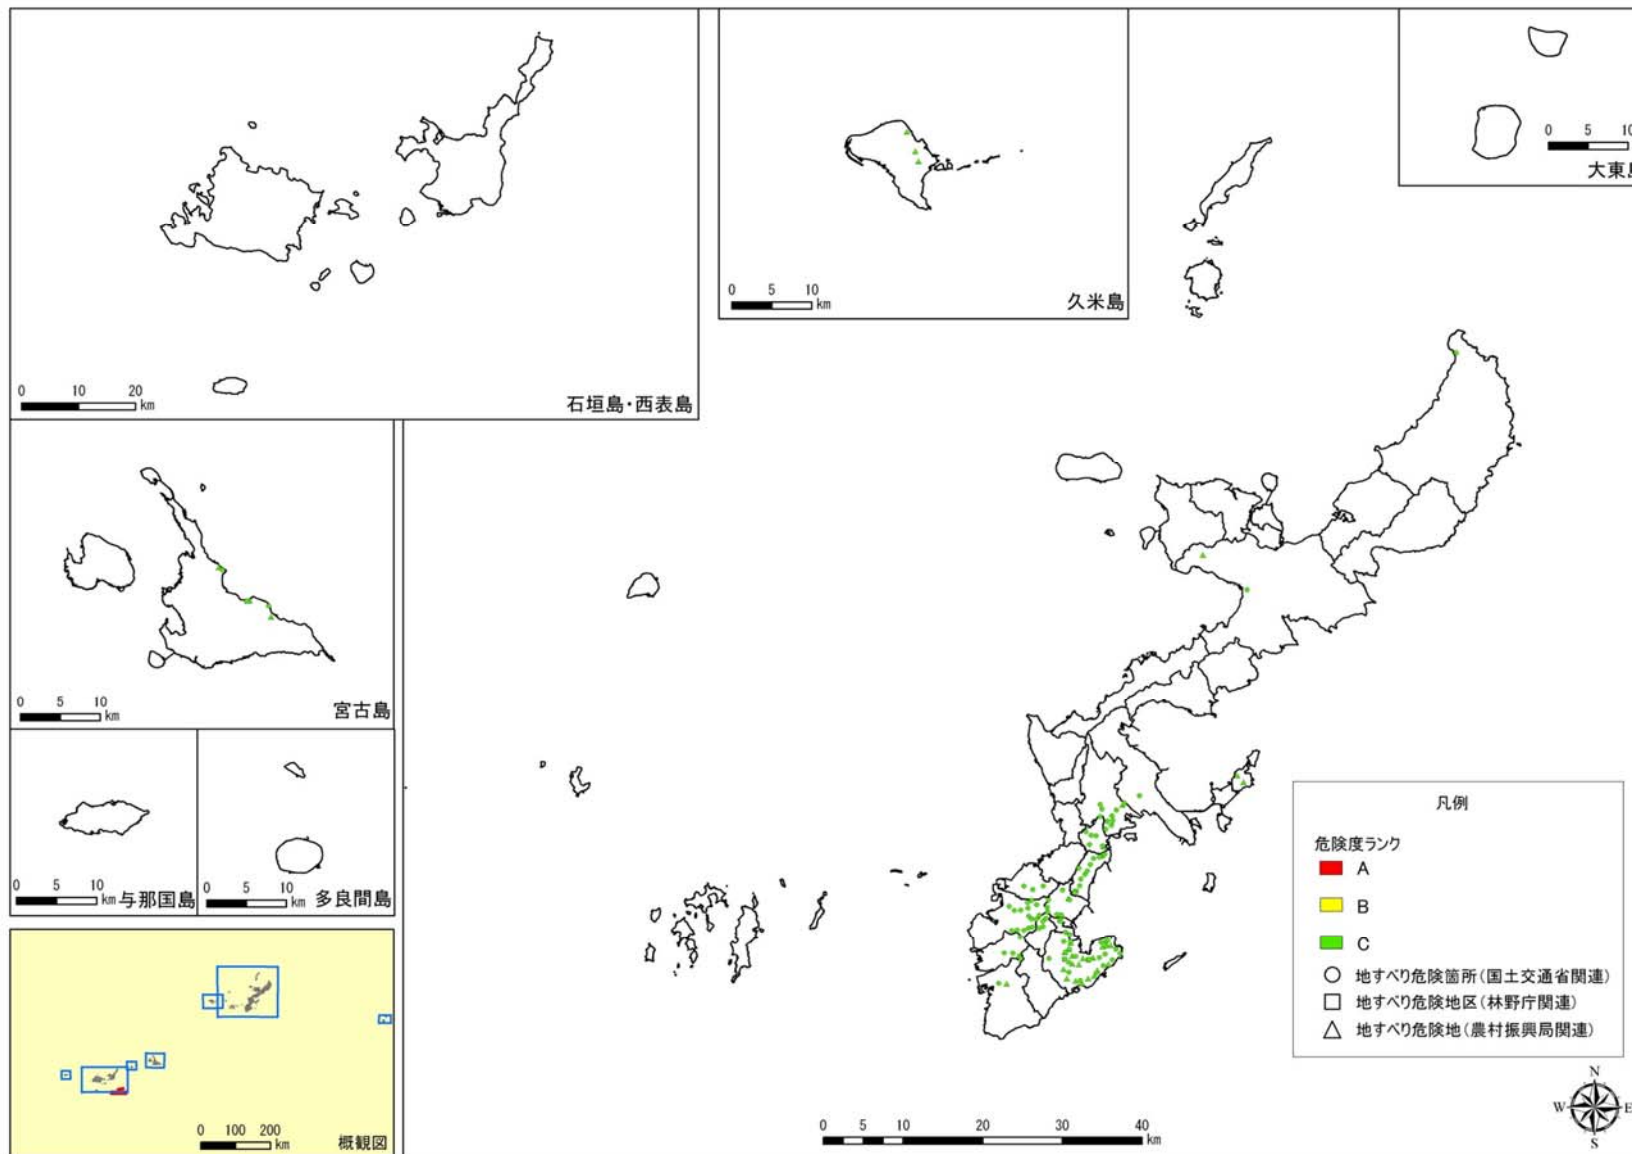 0 10 20
km
石垣島・西表島
0 5 10
km
久米島
0 5 10
大東島
0 5 10
km
宮古島
0 5 10
km
与那国島
0 5 10
km
多良間島
0 100 200
km
概観図
凡例
危険度ランク
A
B
C
地すべり危険箇所(国土交通省関連)
地すべり危険地区(林野庁関連)
地すべり危険地(農村振興局関連)
N
W
E
S
0 5 10 20 30 40
km